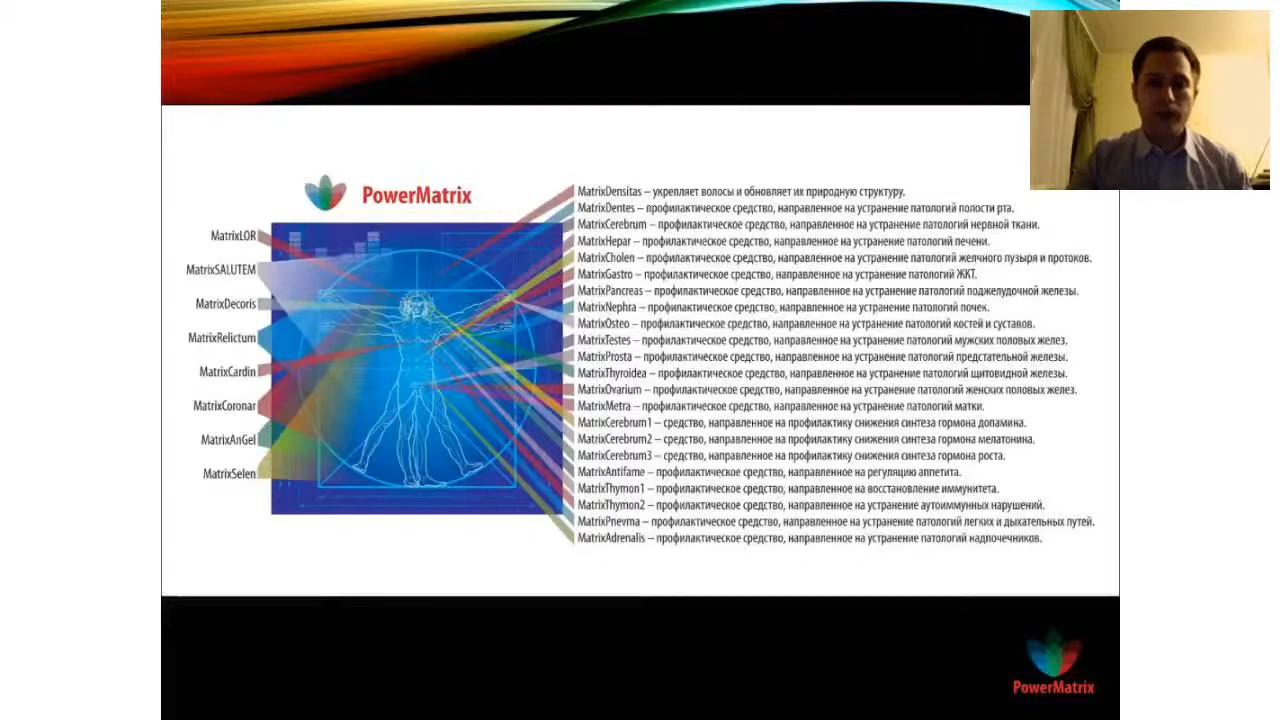 PowerMatrix
MatrixLOR
MatrixSALUTEM
MatrixDecoris
MatrixRelictum
MatrixCardin
MatrixCoronar
MatrixAnGel
MatrixSelen
MatrixDensitas – укрепляет волосы и обновляет их природную структуру.
MatrixDentes – профилактическое средство, направленное на устранение патологий полости рта.
MatrixCerebrum – профилактическое средство, направленное на устранение патологий нервной ткани.
MatrixHepar – профилактическое средство, направленное на устранение патологий печени.
MatrixCholen – профилактическое средство, направленное на устранение патологий желчного пузыря и протоков.
MatrixGastro – профилактическое средство, направленное на устранение патологий ЖКТ.
MatrixPancreas – профилактическое средство, направленное на устранение патологий поджелудочной железы.
MatrixNephra – профилактическое средство, направленное на устранение патологий почек.
MatrixOsteo – профилактическое средство, направленное на устранение патологий костей и суставов.
MatrixTestes – профилактическое средство, направленное на устранение патологий мужских половых желез.
MatrixProsta – профилактическое средство, направленное на устранение патологий предстательной железы.
MatrixThyroidea – профилактическое средство, направленное на устранение патологий щитовидной железы.
MatrixOvarium – профилактическое средство, направленное на устранение патологий женских половых желез.
MatrixMetra – профилактическое средство, направленное на устранение патологий матки.
MatrixCerebrum1 – средство, направленное на профилактику снижения синтеза гормона допамина.
MatrixCerebrum2 – средство, направленное на профилактику снижения синтеза гормона мелатонина.
MatrixCerebrum3 – средство, направленное на профилактику снижения синтеза гормона роста.
MatrixAntifame – профилактическое средство, направленное на регуляцию аппетита.
MatrixThymon1 – профилактическое средство, направленное на восстановление иммунитета.
MatrixThymon2 – профилактическое средство, направленное на устранение аутоиммунных нарушений.
MatrixPnevma – профилактическое средство, направленное на устранение патологий легких и дыхательных путей.
MatrixAdrenalis – профилактическое средство, направленное на устранение патологий надпочечников.
PowerMatrix